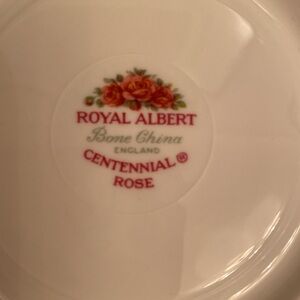 ROYAL ALBERT
Bone China
ENGLAND
CENTENNIAL ®
ROSE